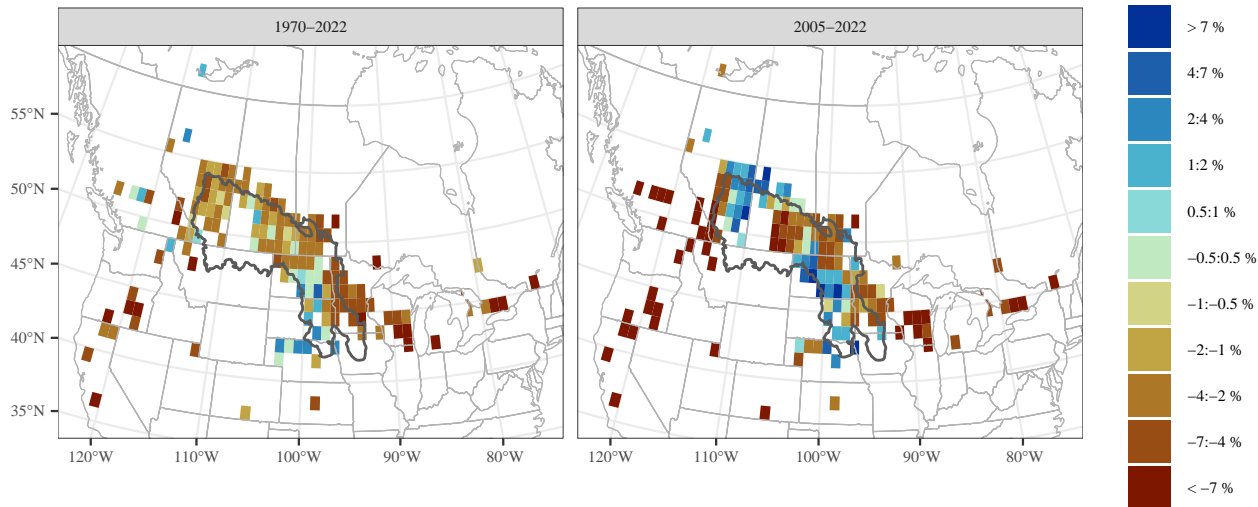 1970−2022
2005−2022
55°N
50°N
45°N
40°N
35°N
120°W
110°W
100°W
90°W
80°W
120°W
110°W
100°W
90°W
80°W
> 7 %
4:7 %
2:4 %
1:2 %
0.5:1 %
−0.5:0.5 %
−1:−0.5 %
−2:−1 %
−4:−2 %
−7:−4 %
< −7 %